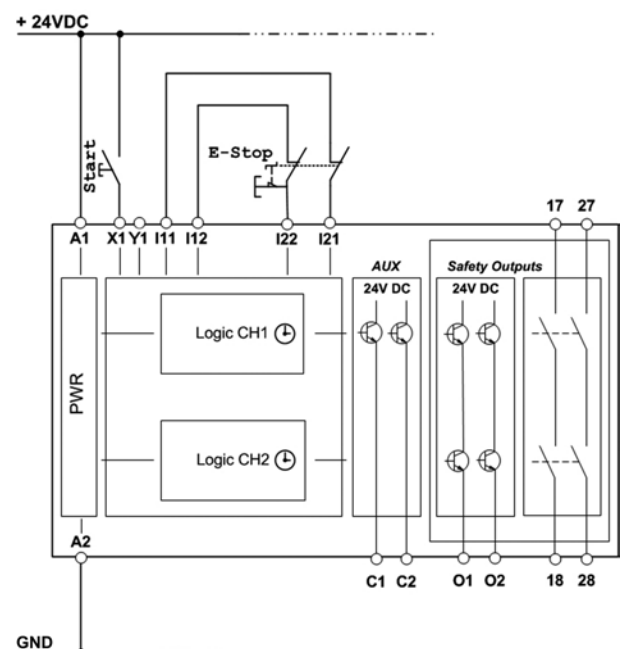 + 24VDC
Start
E-Stop
17 27
A1 X1 Y1 I11 I12 I22 I21
AUX Safety Outputs
24V DC 24V DC
Logic CH1
PWR
Logic CH2
A2
C1 C2 O1 O2 18 28
GND